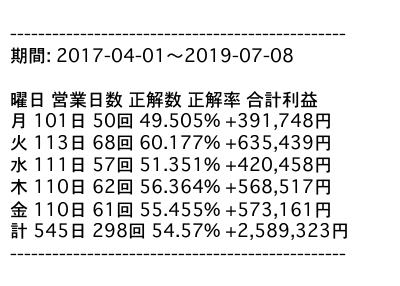 ------------------------------------------------
期間: 2017-04-01〜2019-07-08
曜日 営業日数 正解数 正解率 合計利益
月 101日 50回 49.505% +391,748円
火 113日 68回 60.177% +635,439円
水 111日 57回 51.351% +420,458円
木 110日 62回 56.364% +568,517円
金 110日 61回 55.455% +573,161円
計 545日 298回 54.57% +2,589,323円
------------------------------------------------